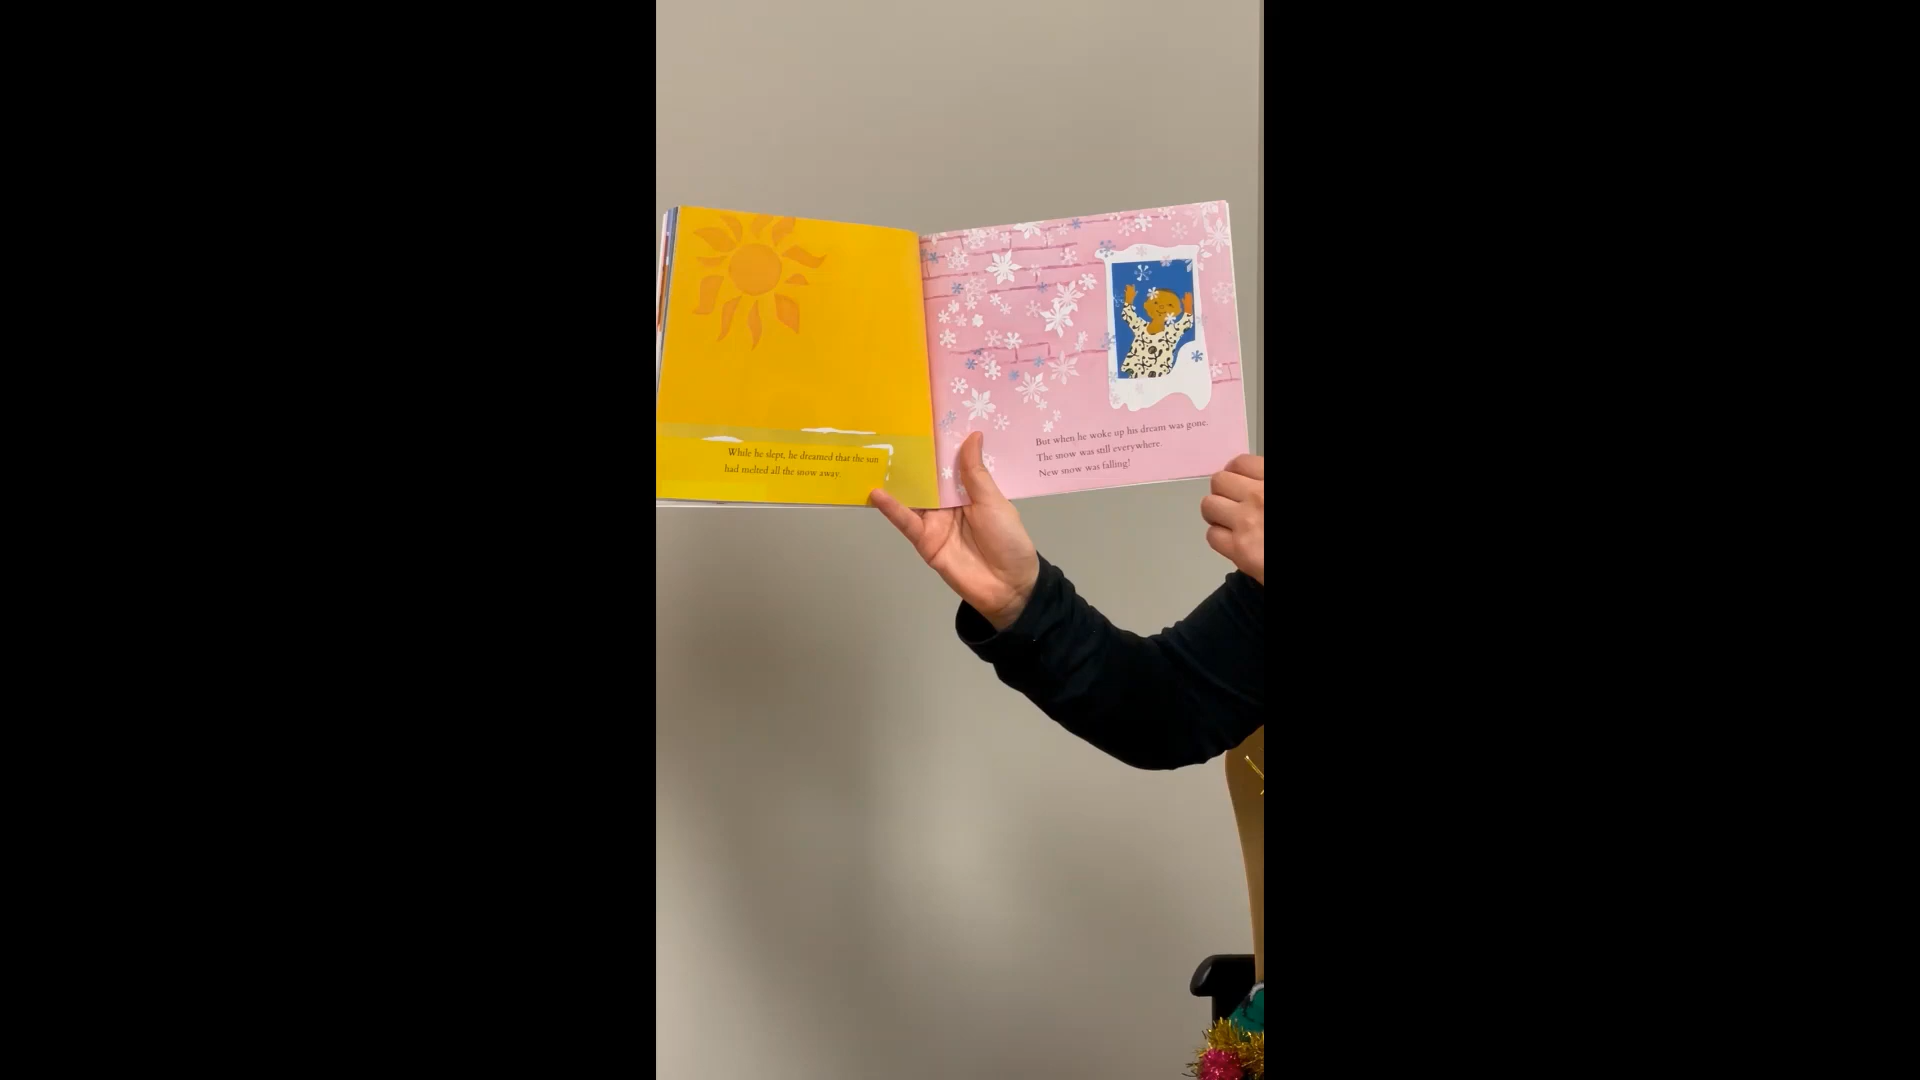 While he slept, he dreamed that the sun
had melted all the snow away.
But when he woke up his dream was gone.
The snow was still everywhere.
New snow was falling!